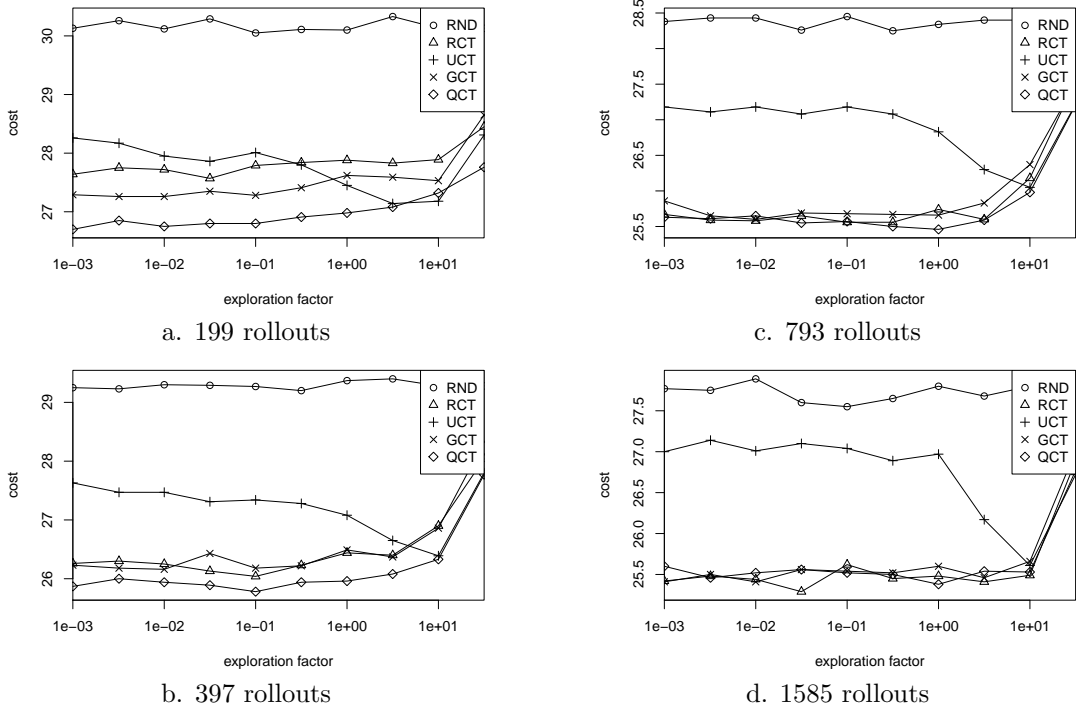 30
29
28
27
cost
1e−03 1e−02 1e−01 1e+00 1e+01
exploration factor
RND
RCT
UCT
GCT
QCT
a. 199 rollouts
28.5
27.5
26.5
25.5
cost
1e−03 1e−02 1e−01 1e+00 1e+01
exploration factor
RND
RCT
UCT
GCT
QCT
c. 793 rollouts
29
28
27
26
cost
1e−03 1e−02 1e−01 1e+00 1e+01
exploration factor
RND
RCT
UCT
GCT
QCT
b. 397 rollouts
27.5
27.0
26.5
26.0
25.5
cost
1e−03 1e−02 1e−01 1e+00 1e+01
exploration factor
RND
RCT
UCT
GCT
QCT
d. 1585 rollouts